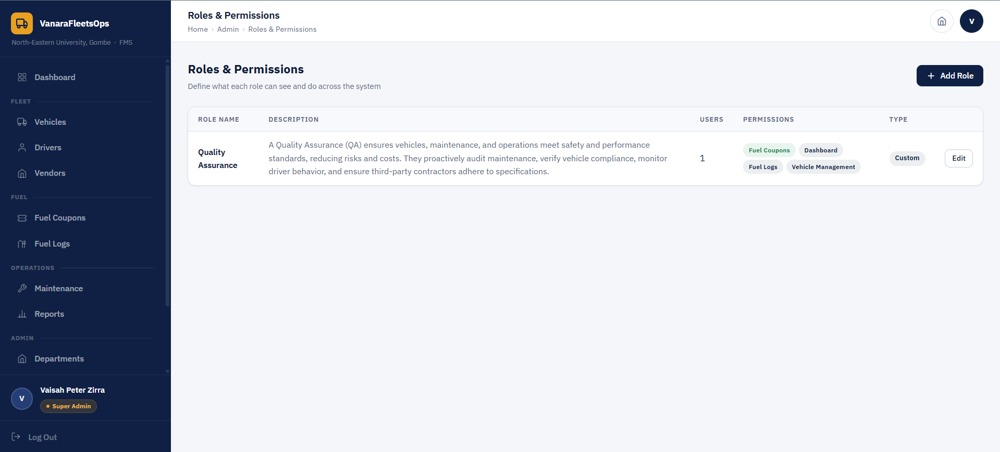 VanaraFleetsOps
North-Eastern University, Gombe · FMS
Dashboard
FLEET
Vehicles
Drivers
Vendors
FUEL
Fuel Coupons
Fuel Logs
OPERATIONS
Maintenance
Reports
ADMIN
Departments
V
Vaisah Peter Zirra
Super Admin
Log Out
Roles & Permissions
Home › Admin › Roles & Permissions
V
Roles & Permissions
Define what each role can see and do across the system
+ Add Role
ROLE NAME DESCRIPTION USERS PERMISSIONS TYPE
Quality
Assurance
A Quality Assurance (QA) ensures vehicles, maintenance, and operations meet safety and performance
standards, reducing risks and costs. They proactively audit maintenance, verify vehicle compliance, monitor
driver behavior, and ensure third-party contractors adhere to specifications.
1
Fuel Coupons Dashboard
Fuel Logs Vehicle Management
Custom
Edit